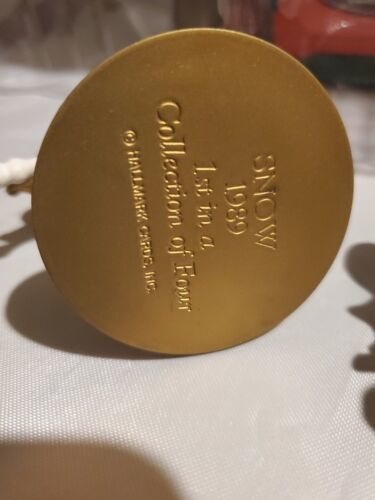 SNOW
1989
1st in a
Collection of Four
© HALLMARK CARDS, INC.